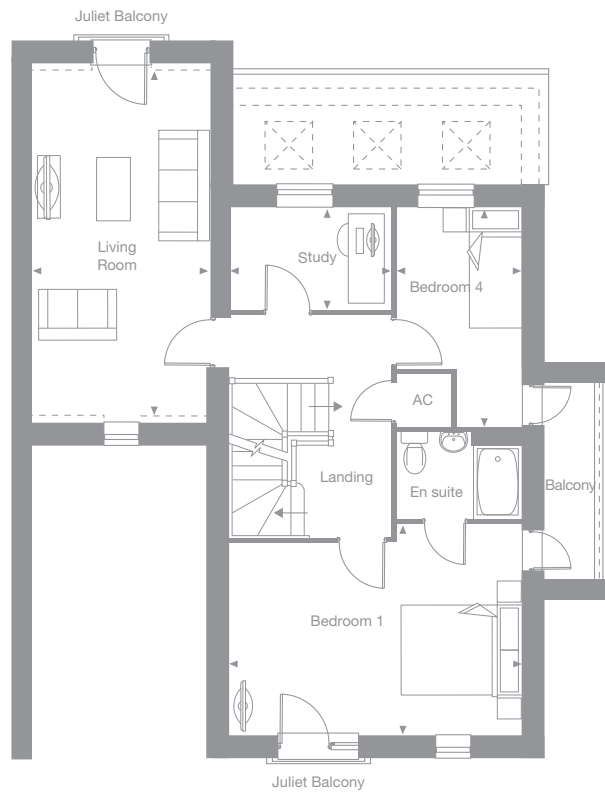 Juliet Balcony
Living
Room
Study
Bedroom 4
AC
Landing
En suite
Balcony
Bedroom 1
Juliet Balcony